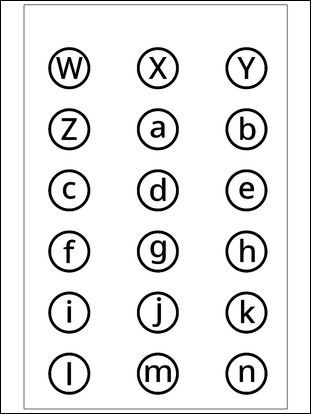 Ⓦ Ⓧ Ⓨ
Ⓩ ⓐ ⓑ
ⓒ ⓓ ⓔ
ⓕ ⓖ ⓗ
ⓘ ⓙ ⓚ
ⓛ ⓜ ⓝ